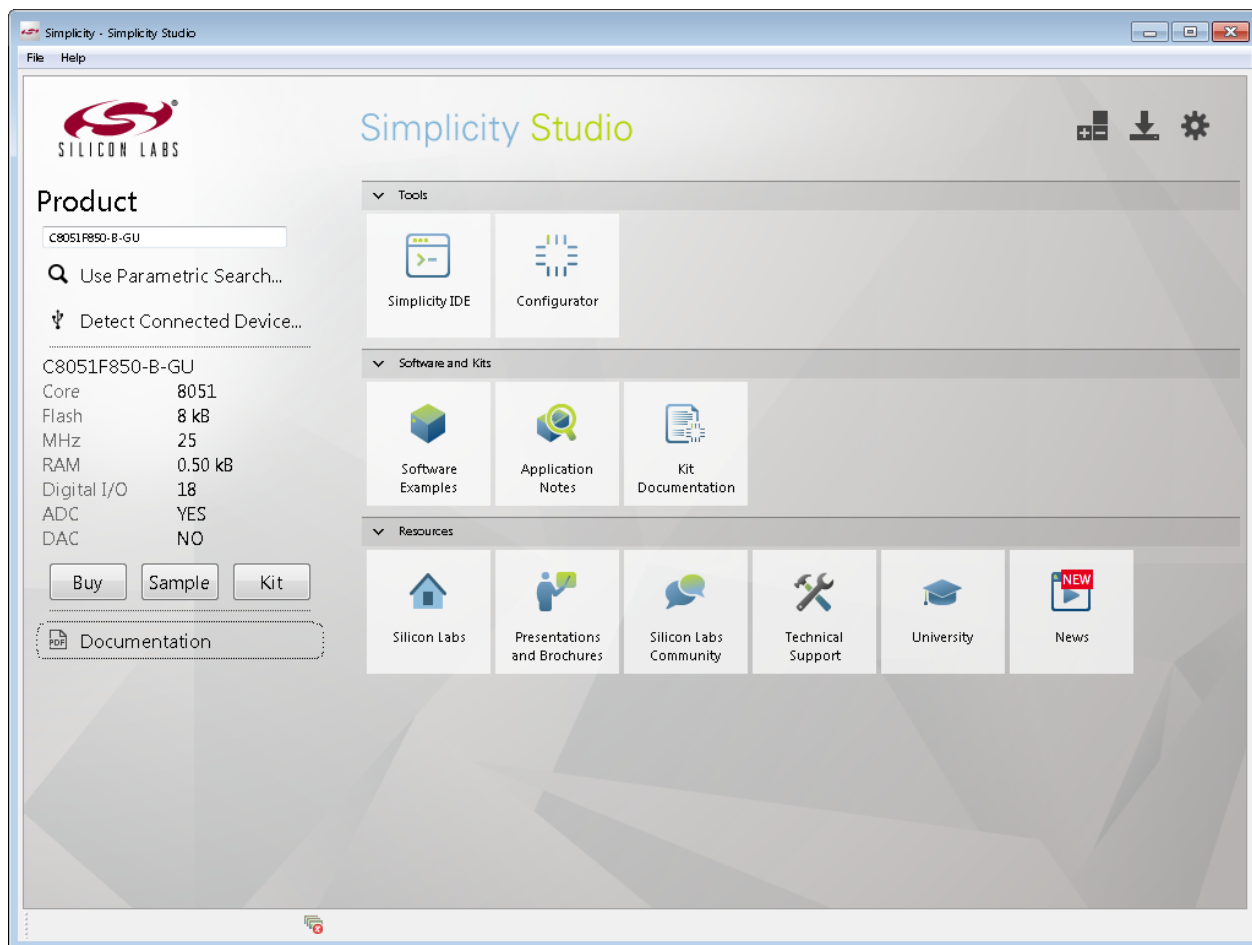 Simplicity - Simplicity Studio
File Help
SILICON LABS
Simplicity Studio
Product
C8051F850-B-GU
Use Parametric Search...
Detect Connected Device...
C8051F850-B-GU
Core 8051
Flash 8 kB
MHz 25
RAM 0.50 kB
Digital I/O 18
ADC YES
DAC NO
Buy Sample Kit
PDF Documentation
Tools
Simplicity IDE
Configurator
Software and Kits
Software
Examples
Application
Notes
Kit
Documentation
Resources
Silicon Labs
Presentations
and Brochures
Silicon Labs
Community
Technical
Support
University
NEW
News